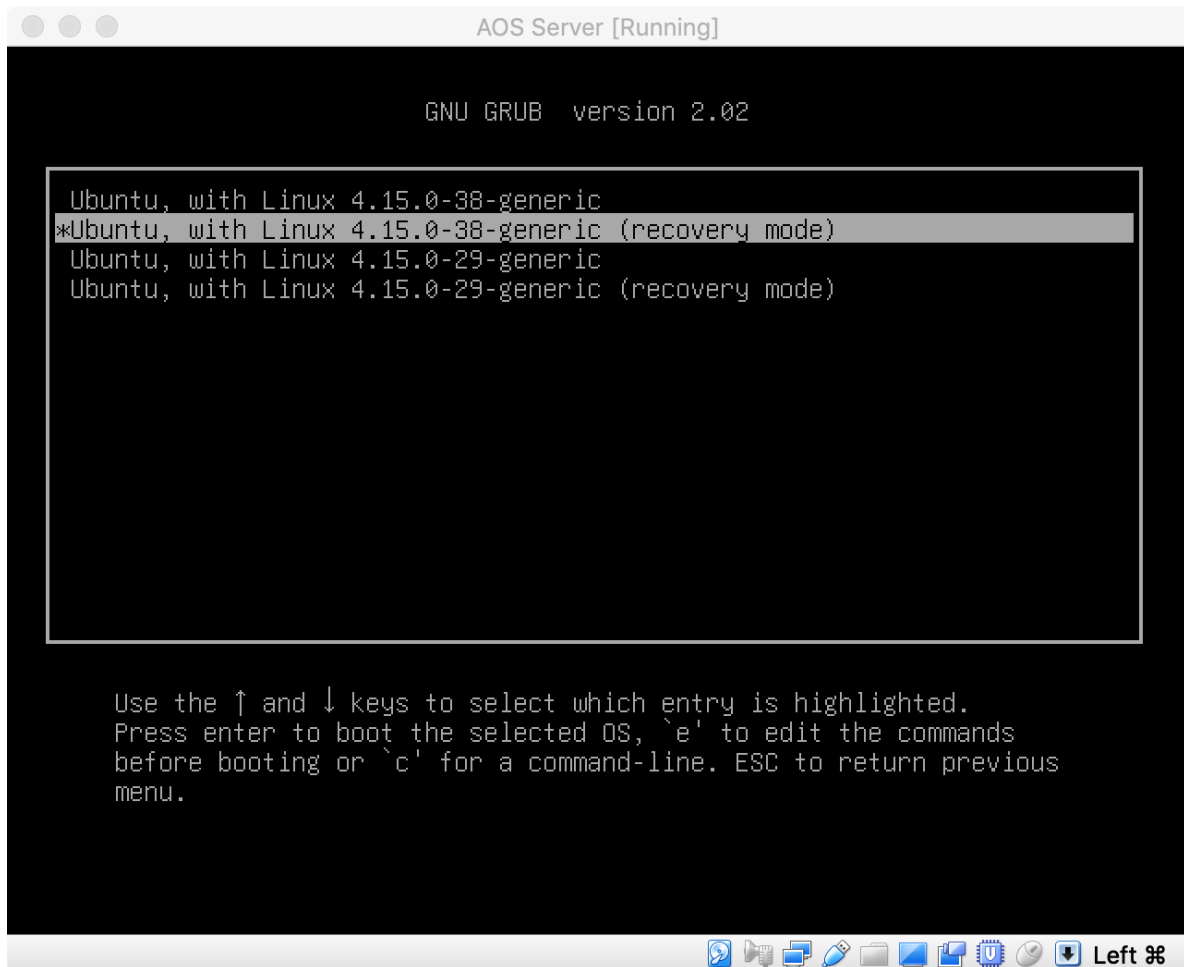 AOS Server [Running]
GNU GRUB  version 2.02
Ubuntu, with Linux 4.15.0-38-generic
*Ubuntu, with Linux 4.15.0-38-generic (recovery mode)
Ubuntu, with Linux 4.15.0-29-generic
Ubuntu, with Linux 4.15.0-29-generic (recovery mode)
Use the ↑ and ↓ keys to select which entry is highlighted.
Press enter to boot the selected OS, `e' to edit the commands
before booting or `c' for a command-line. ESC to return previous
menu.
Left ⌘